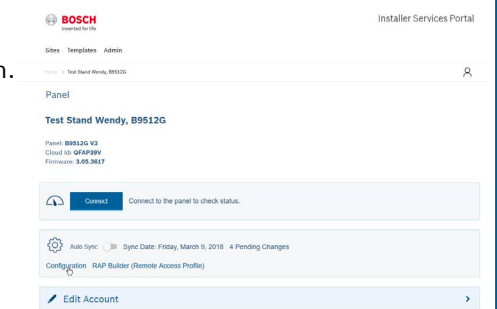 BOSCH
Invented for life
Installer Services Portal
Sites Templates Admin
n.
Home > Test Stand Wendy, B9512G
Panel
Test Stand Wendy, B9512G
Panel: B9512G V3
Cloud Id: QFAP39V
Firmware: 3.05.3617
Connect Connect to the panel to check status.
Auto Sync Sync Date: Friday, March 9, 2018 4 Pending Changes
Configuration RAP Builder (Remote Access Profile)
Edit Account >